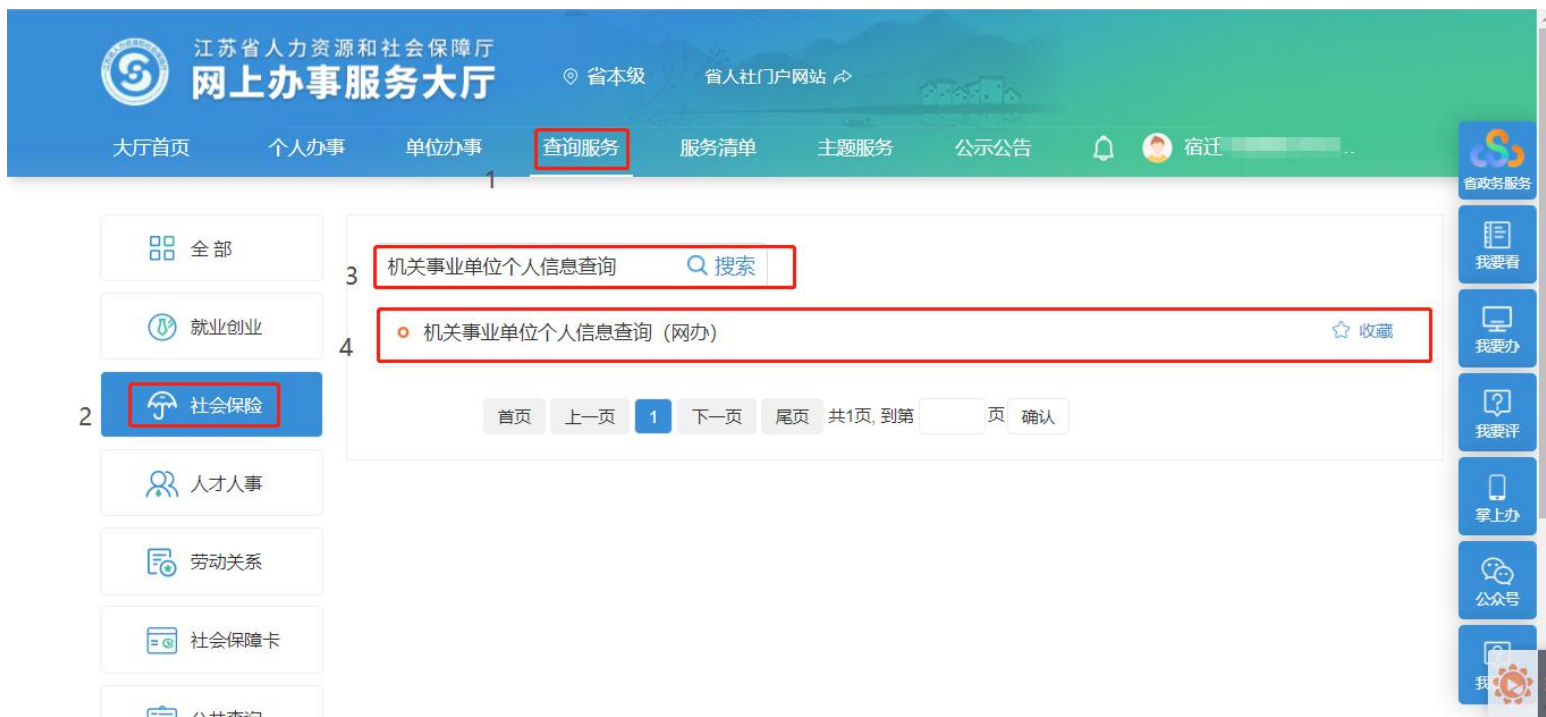 江苏省人力资源和社会保障厅
网上办事服务大厅
省本级
省人社门户网站
大厅首页 个人办事 单位办事 查询服务 服务清单 主题服务 公示公告 宿迁 ..
1
省政务服务
全部
3 机关事业单位个人信息查询 搜索
我要看
就业创业
4 机关事业单位个人信息查询（网办） 收藏
我要办
2 社会保险
首页 上一页 1 下一页 尾页 共1页, 到第 页 确认
我要评
人才人事
掌上办
劳动关系
公众号
社会保障卡
公共查询